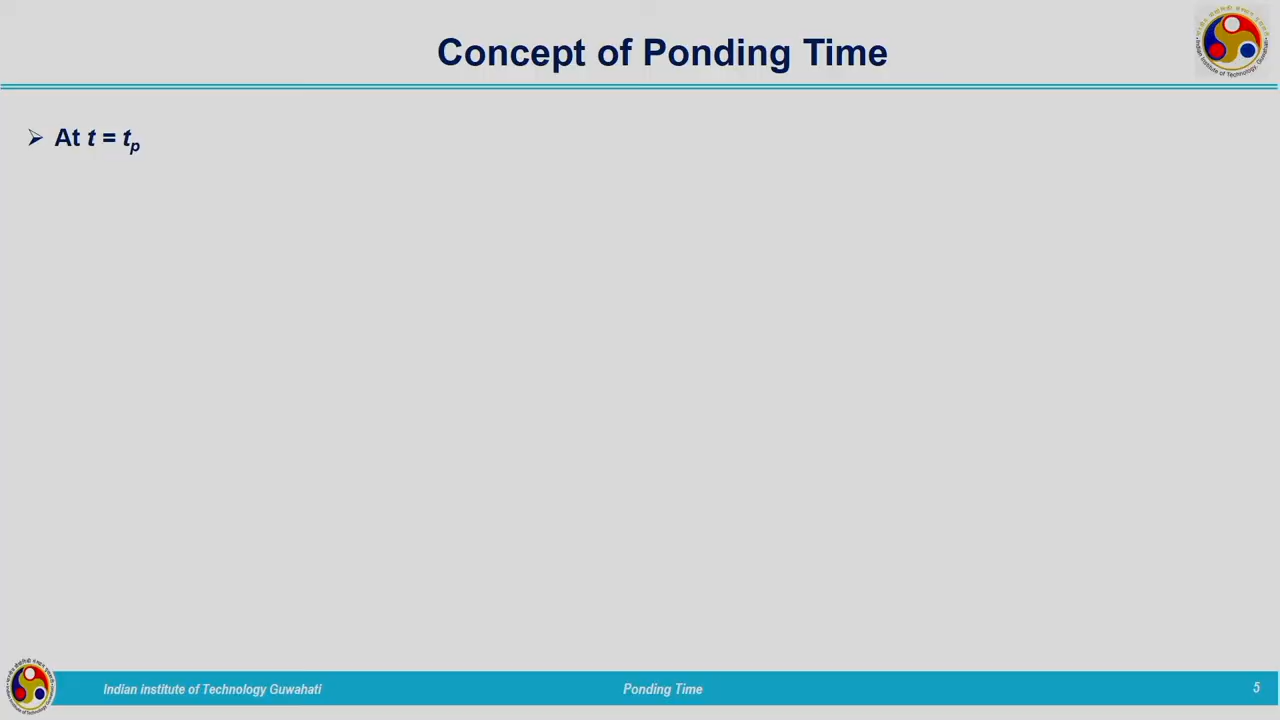 Concept of Ponding Time
➢ At t = tp
Indian institute of Technology Guwahati
Ponding Time
5